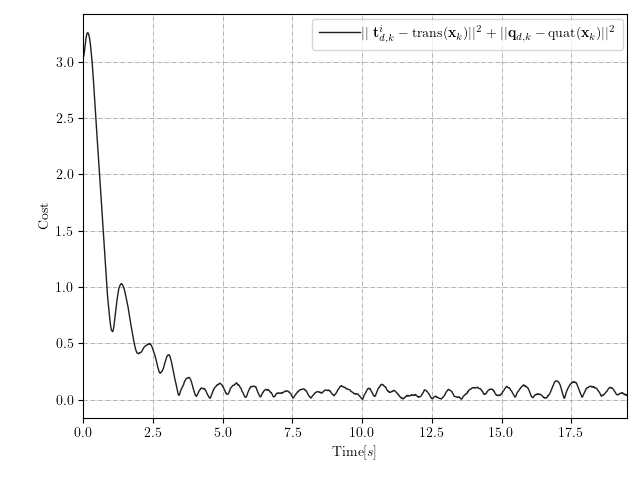 || t^i_{d,k} − trans(x_k)||^2 + ||q_{d,k} − quat(x_k)||^2
3.0
2.5
2.0
1.5
1.0
0.5
0.0
Cost
0.0 2.5 5.0 7.5 10.0 12.5 15.0 17.5
Time[s]